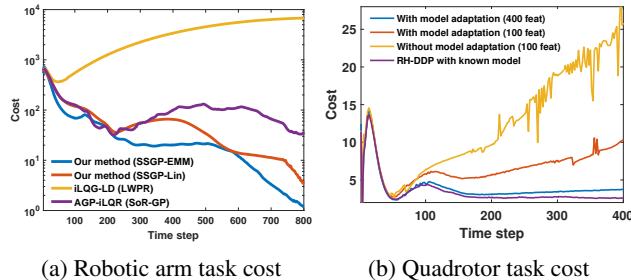 (a)
10^4
10^3
10^2
10^1
10^0
Cost
Our method (SSGP-EMM)
Our method (SSGP-Lin)
iLQG-LD (LWPR)
AGP-iLQR (SoR-GP)
100 200 300 400 500 600 700 800
Time step
(b)
25
20
15
10
5
Cost
With model adaptation (400 feat)
With model adaptation (100 feat)
Without model adaptation (100 feat)
RH-DDP with known model
100 200 300 400
Time step
(a) Robotic arm task cost
(b) Quadrotor task cost